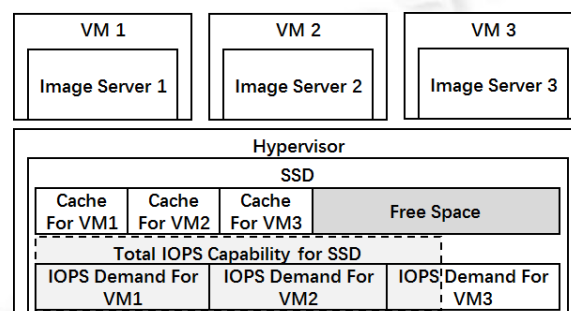 VM 1 VM 2 VM 3
Image Server 1 Image Server 2 Image Server 3
Hypervisor
SSD
Cache For VM1
Cache For VM2
Cache For VM3
Free Space
Total IOPS Capability for SSD
IOPS Demand For VM1
IOPS Demand For VM2
IOPS Demand For VM3